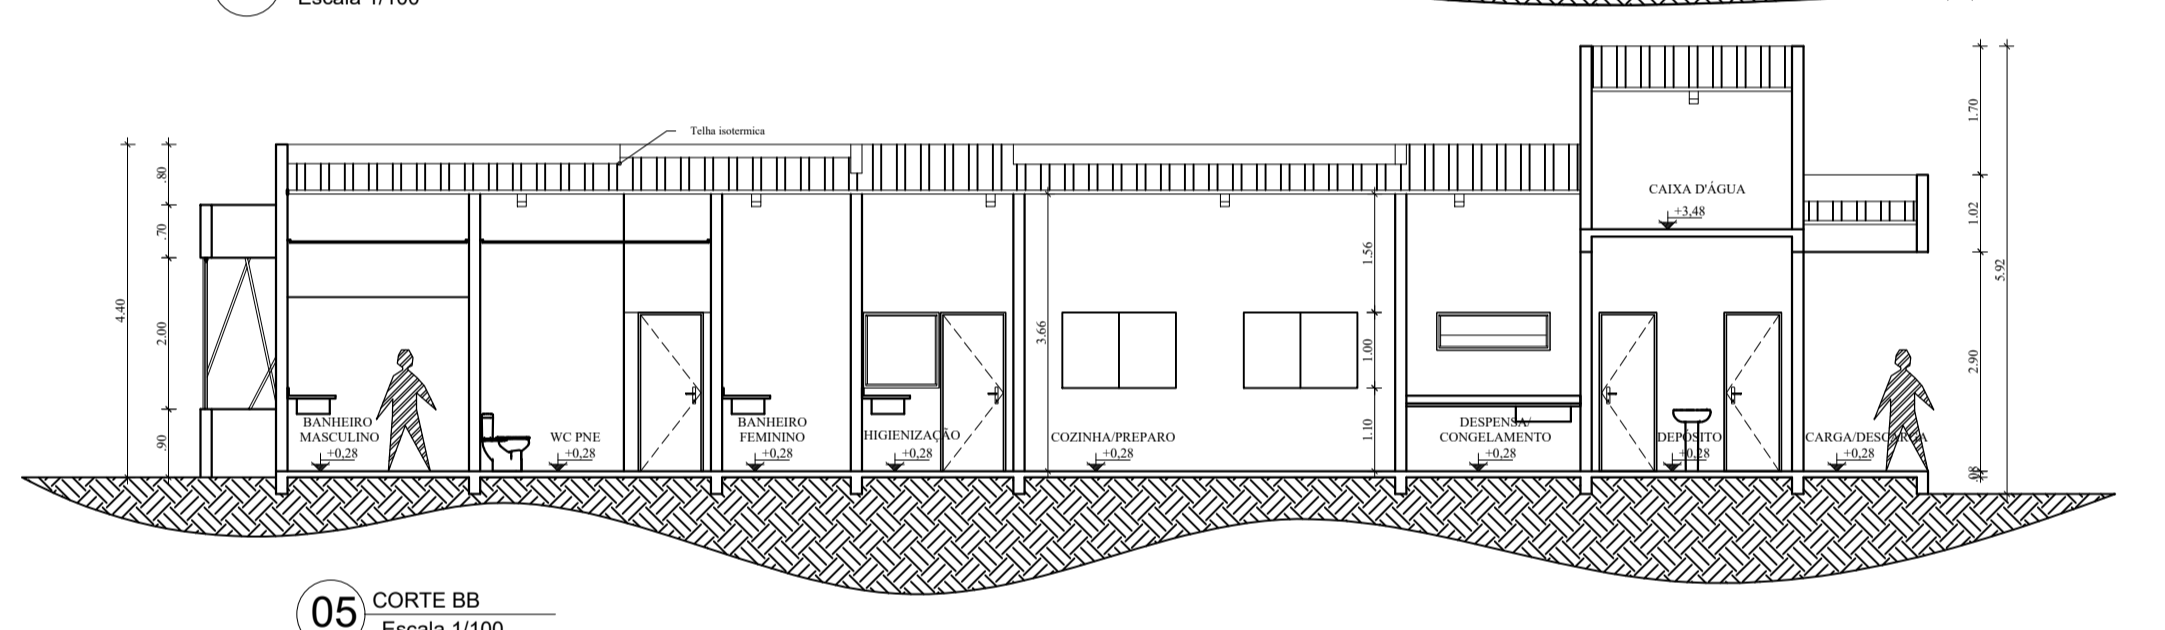 Escala 1/100
Telha isotermica
CAIXA D'ÁGUA
+3,48
4.40
.80
.70
2.00
.90
3.66
1.56
1.00
1.10
1.70
1.02
2.90
.08
5.92
BANHEIRO
MASCULINO
+0,28
WC PNE
+0,28
BANHEIRO
FEMININO
+0,28
HIGIENIZAÇÃO
+0,28
COZINHA/PREPARO
+0,28
DESPENSA/
CONGELAMENTO
+0,28
DEPÓSITO
+0,28
CARGA/DESCARGA
+0,28
05
CORTE BB
Escala 1/100